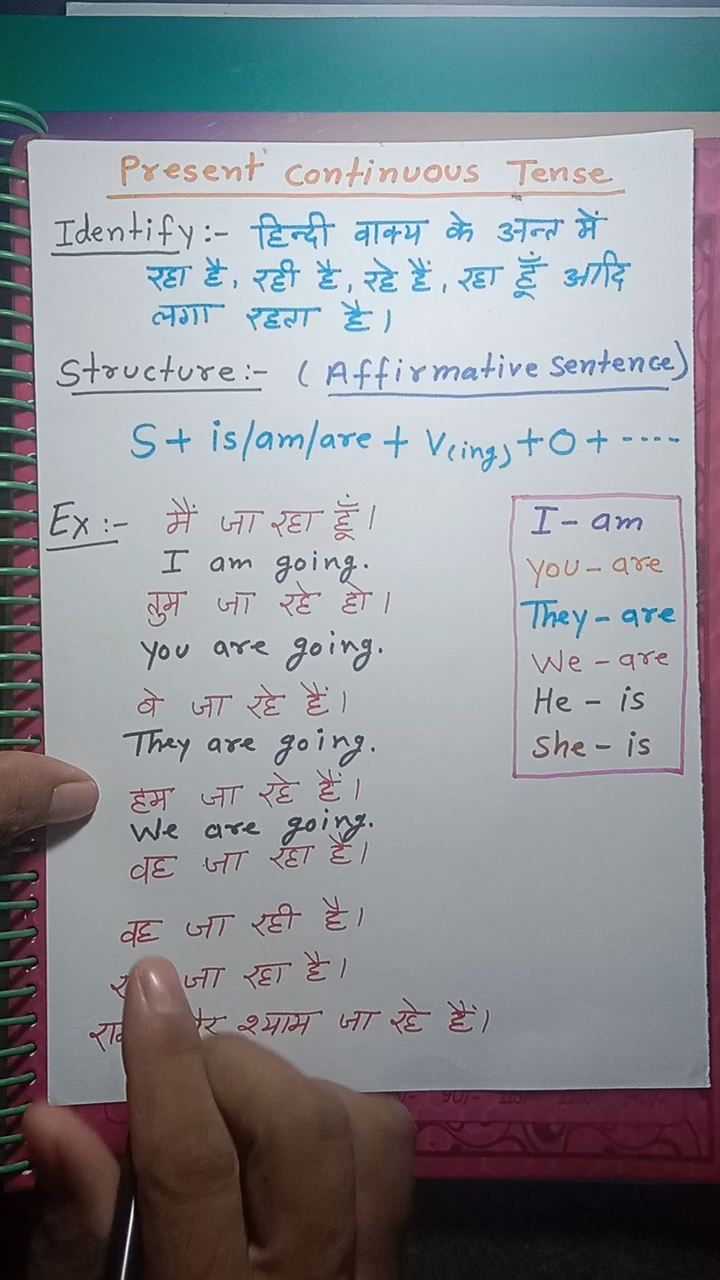 Present Continuous Tense
Identify:- हिन्दी वाक्य के अन्त में
रहा है, रही है, रहे हैं, रहा हूँ आदि
लगा रहता है।
Structure:- (Affirmative Sentence)
S + is/am/are + V(ing) + O + ----
Ex:- मैं जा रहा हूँ।
I am going.
तुम जा रहे हो।
You are going.
वे जा रहे हैं।
They are going.
हम जा रहे हैं।
We are going.
वह जा रहा है।
वह जा रही है।
जा रहा है।
श्याम जा रहे हैं।
I - am
You - are
They - are
We - are
He - is
She - is